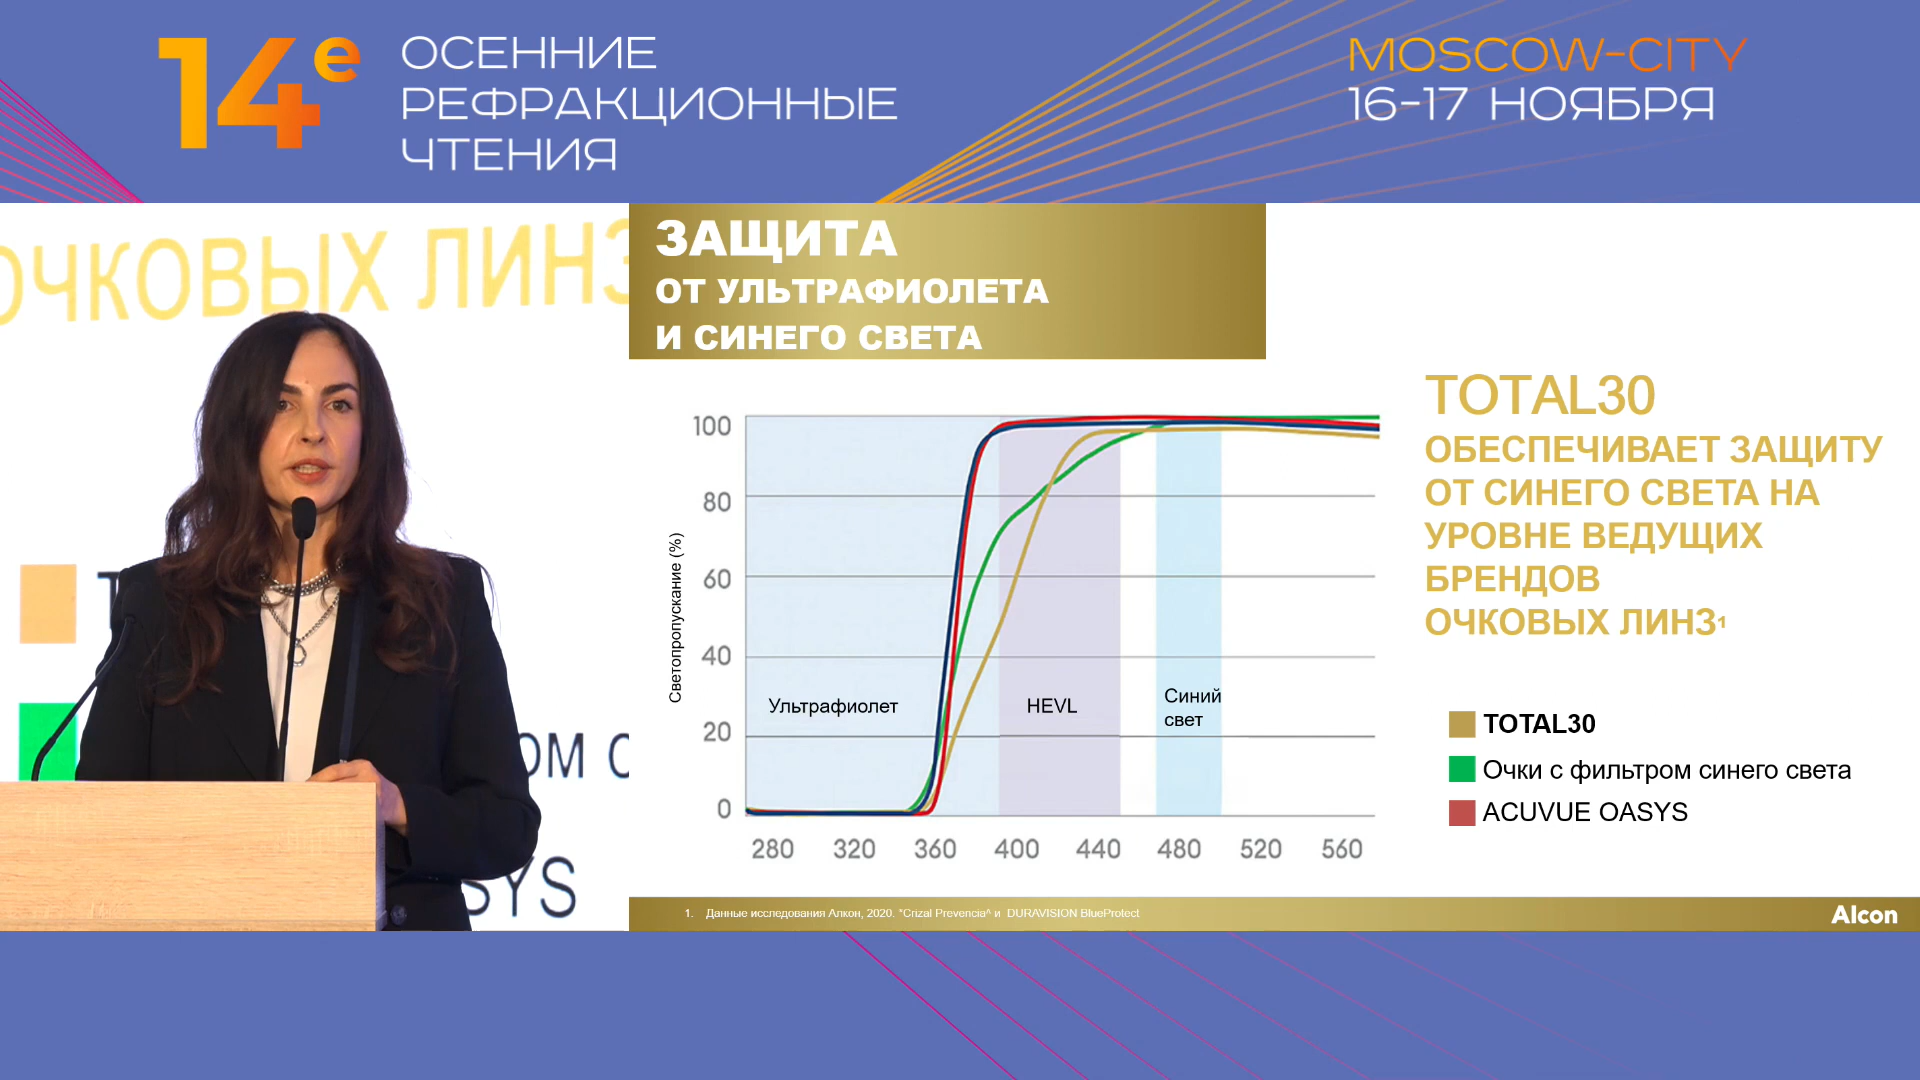 14е
ОСЕННИЕ
РЕФРАКЦИОННЫЕ
ЧТЕНИЯ
MOSCOW-CITY
16-17 НОЯБРЯ
ОЧКОВЫХ ЛИНЗ
SYS
ЗАЩИТА
ОТ УЛЬТРАФИОЛЕТА
И СИНЕГО СВЕТА
Светопропускание (%)
100
80
60
40
20
0
Ультрафиолет
HEVL
Синий
свет
280 320 360 400 440 480 520 560
TOTAL30
ОБЕСПЕЧИВАЕТ ЗАЩИТУ
ОТ СИНЕГО СВЕТА НА
УРОВНЕ ВЕДУЩИХ
БРЕНДОВ
ОЧКОВЫХ ЛИНЗ¹
TOTAL30
Очки с фильтром синего света
ACUVUE OASYS
1. Данные исследования Алкон, 2020. *Crizal Prevencia^ и DURAVISION BlueProtect
Alcon